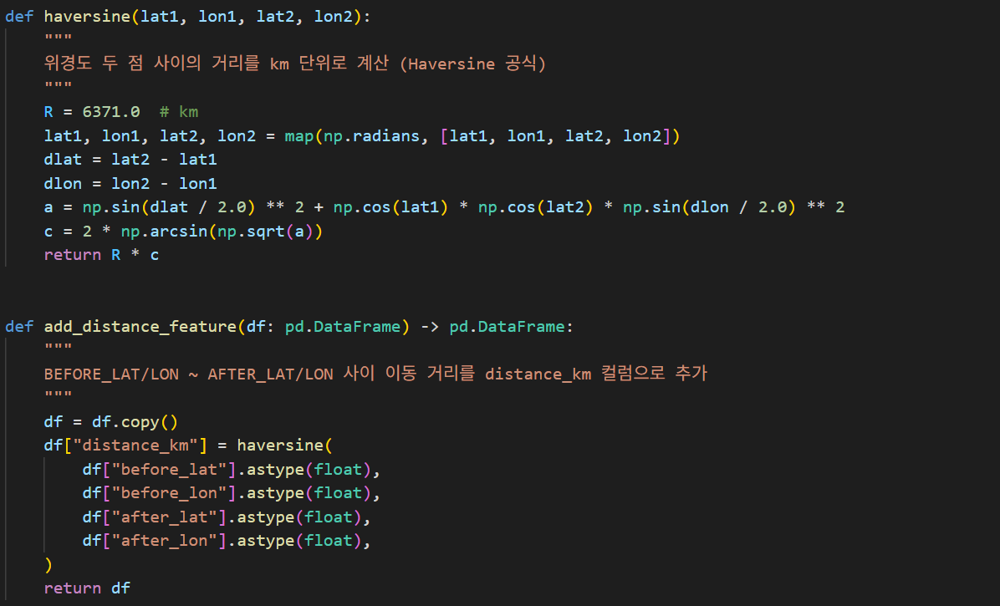 def haversine(lat1, lon1, lat2, lon2):
    """
    위경도 두 점 사이의 거리를 km 단위로 계산 (Haversine 공식)
    """
    R = 6371.0  # km
    lat1, lon1, lat2, lon2 = map(np.radians, [lat1, lon1, lat2, lon2])
    dlat = lat2 - lat1
    dlon = lon2 - lon1
    a = np.sin(dlat / 2.0) ** 2 + np.cos(lat1) * np.cos(lat2) * np.sin(dlon / 2.0) ** 2
    c = 2 * np.arcsin(np.sqrt(a))
    return R * c
def add_distance_feature(df: pd.DataFrame) -> pd.DataFrame:
    """
    BEFORE_LAT/LON ~ AFTER_LAT/LON 사이 이동 거리를 distance_km 컬럼으로 추가
    """
    df = df.copy()
    df["distance_km"] = haversine(
        df["before_lat"].astype(float),
        df["before_lon"].astype(float),
        df["after_lat"].astype(float),
        df["after_lon"].astype(float),
    )
    return df